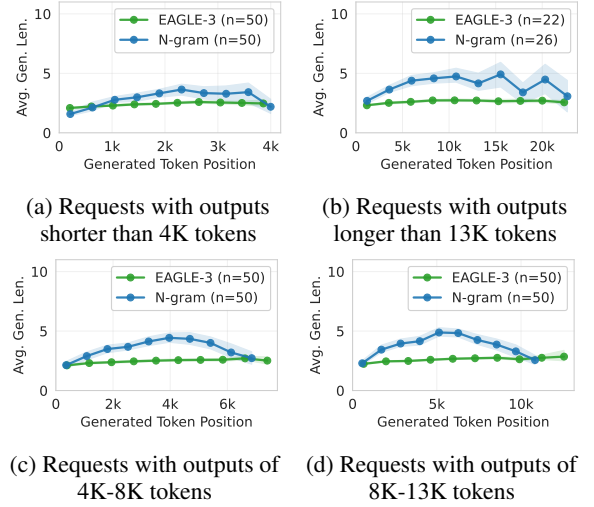 10
5
0
Avg. Gen. Len.
EAGLE-3 (n=50)
N-gram (n=50)
0 1k 2k 3k 4k
Generated Token Position
(a) Requests with outputs
shorter than 4K tokens
10
5
0
Avg. Gen. Len.
EAGLE-3 (n=22)
N-gram (n=26)
0 5k 10k 15k 20k
Generated Token Position
(b) Requests with outputs
longer than 13K tokens
10
5
0
Avg. Gen. Len.
EAGLE-3 (n=50)
N-gram (n=50)
0 2k 4k 6k
Generated Token Position
(c) Requests with outputs of
4K-8K tokens
10
5
0
Avg. Gen. Len.
EAGLE-3 (n=50)
N-gram (n=50)
0 5k 10k
Generated Token Position
(d) Requests with outputs of
8K-13K tokens